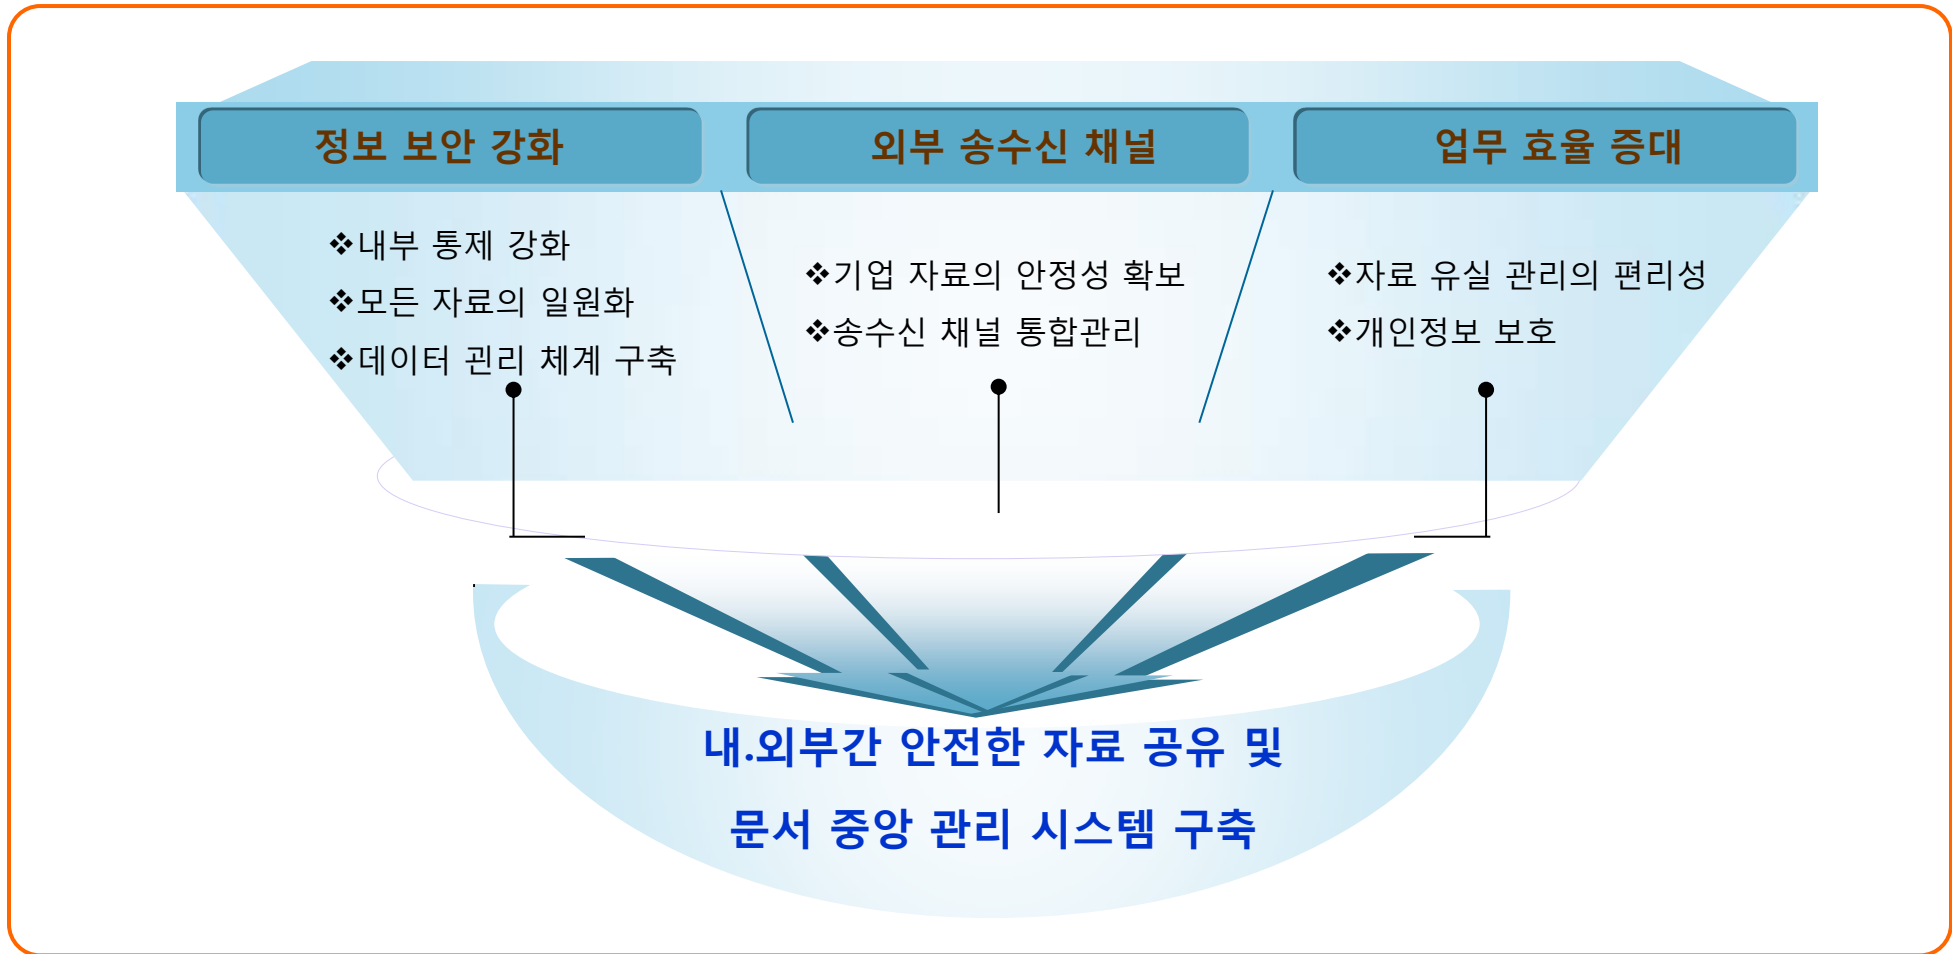 정보 보안 강화
❖내부 통제 강화
❖모든 자료의 일원화
❖데이터 괸리 체계 구축
외부 송수신 채널
❖기업 자료의 안정성 확보
❖송수신 채널 통합관리
업무 효율 증대
❖자료 유실 관리의 편리성
❖개인정보 보호
내.외부간 안전한 자료 공유 및
문서 중앙 관리 시스템 구축